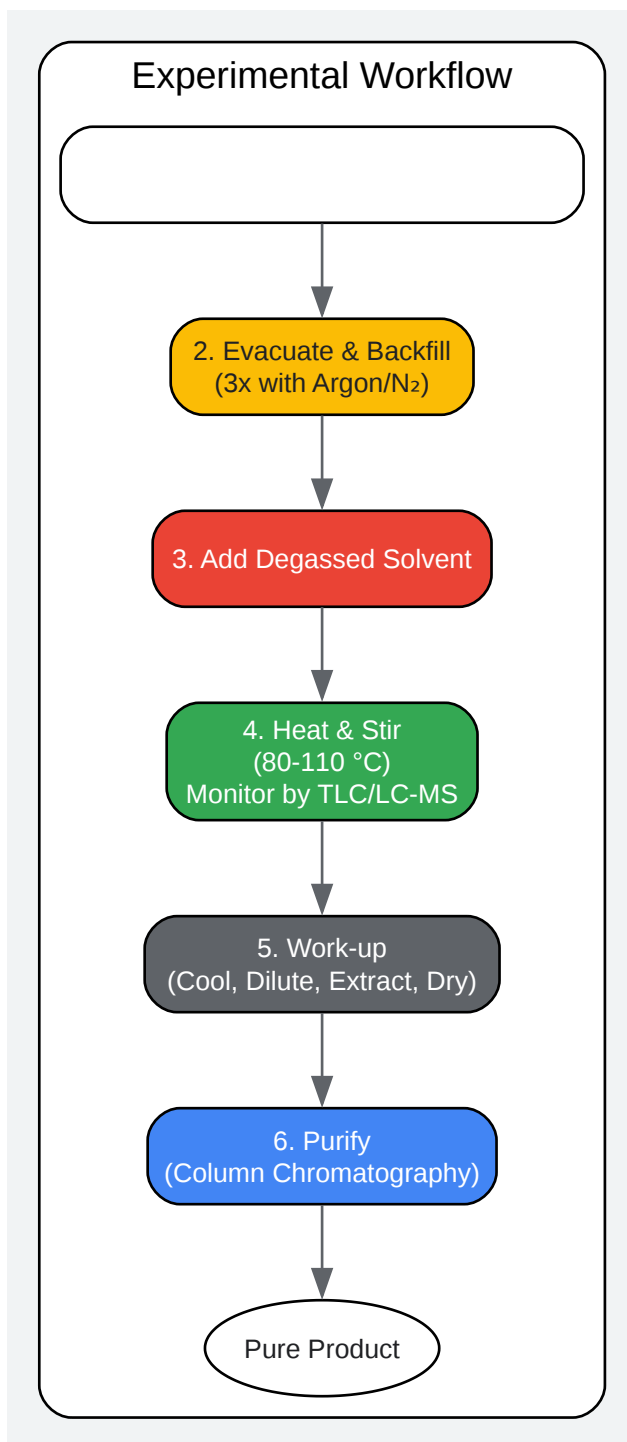 Experimental Workflow
2. Evacuate & Backfill
(3x with Argon/N₂)
3. Add Degassed Solvent
4. Heat & Stir
(80-110 °C)
Monitor by TLC/LC-MS
5. Work-up
(Cool, Dilute, Extract, Dry)
6. Purify
(Column Chromatography)
Pure Product